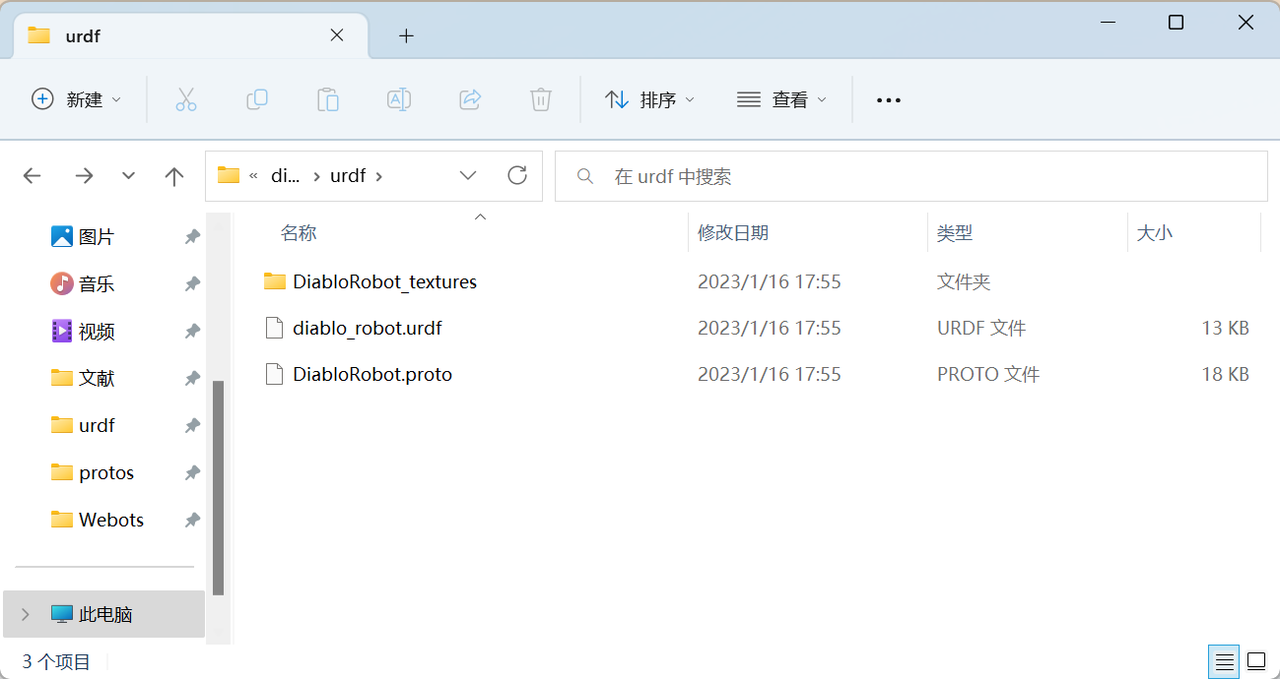 urdf
新建
排序
查看
« di... › urdf ›
在 urdf 中搜索
图片
音乐
视频
文献
urdf
protos
Webots
此电脑
名称 修改日期 类型 大小
DiabloRobot_textures 2023/1/16 17:55 文件夹
diablo_robot.urdf 2023/1/16 17:55 URDF 文件 13 KB
DiabloRobot.proto 2023/1/16 17:55 PROTO 文件 18 KB
3 个项目